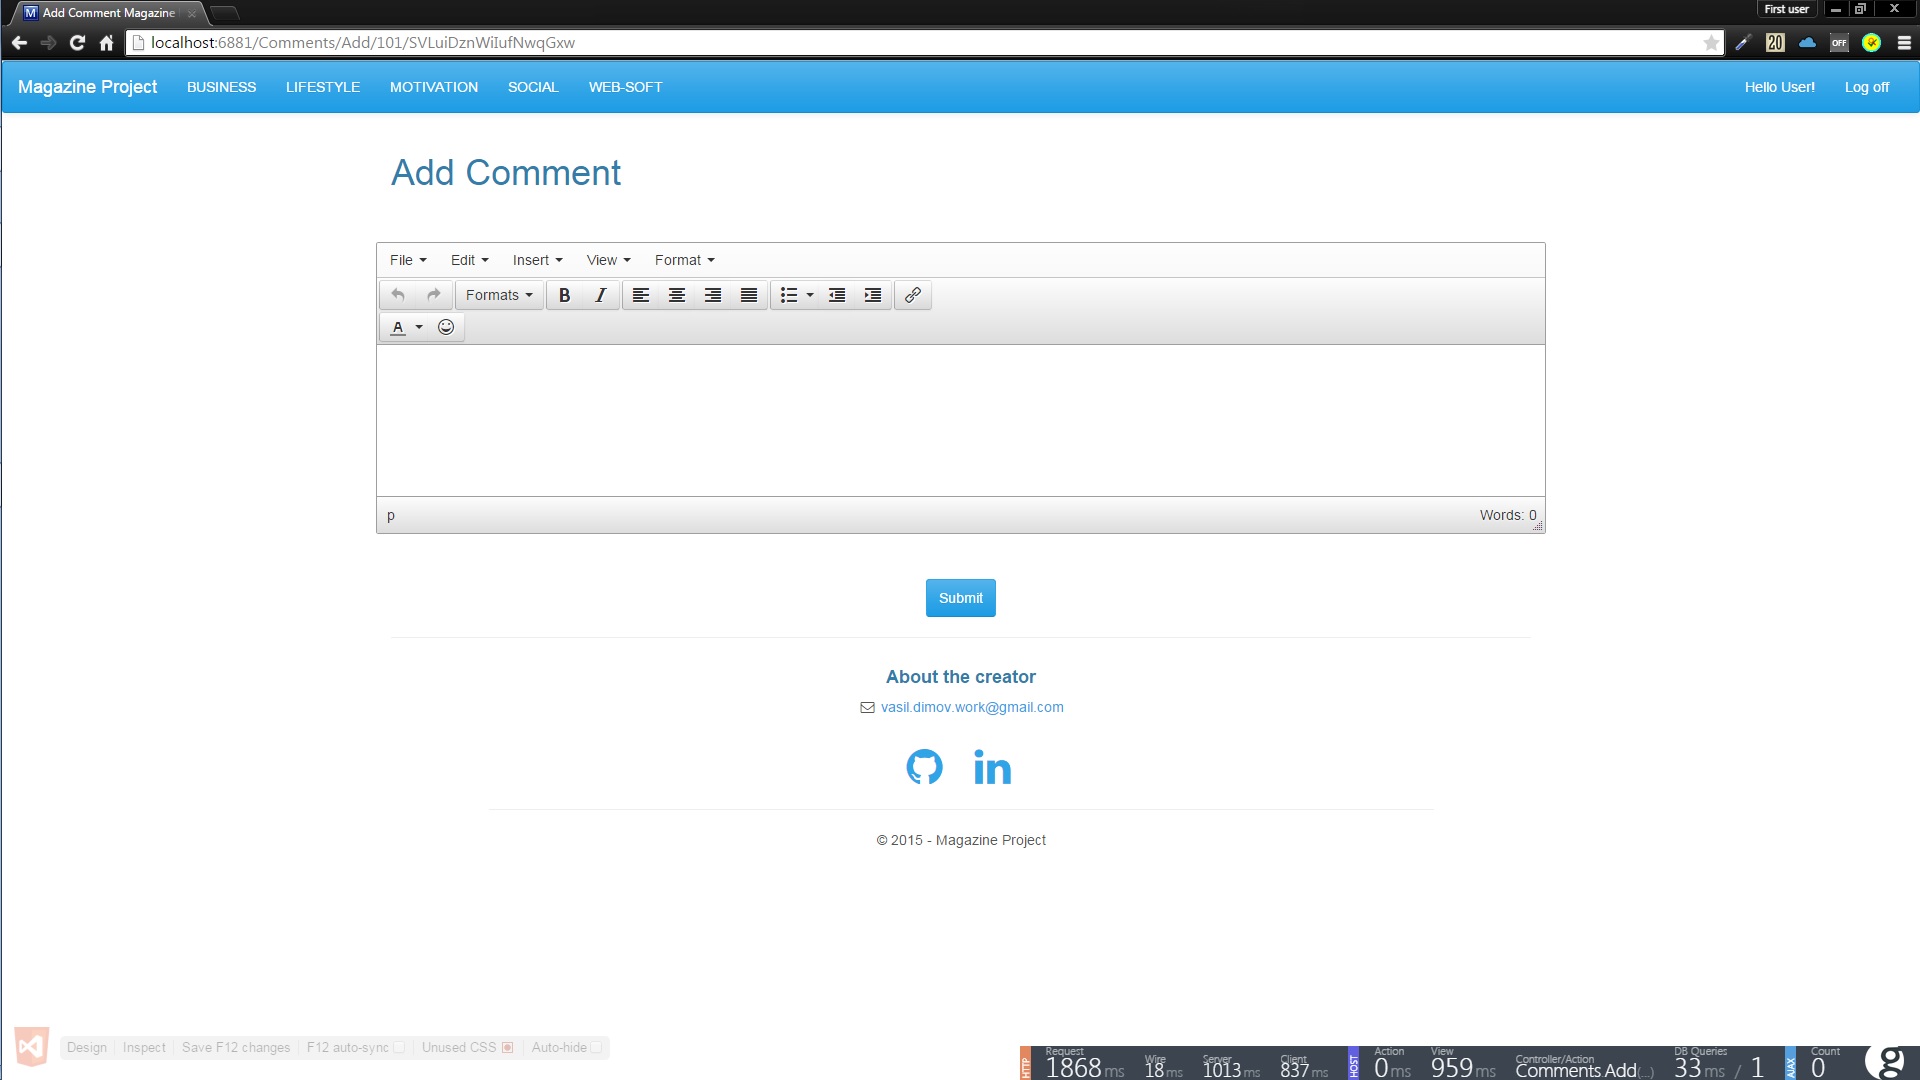 M Add Comment Magazine
First user
localhost:6881/Comments/Add/101/SVLuiDznWiIufNwqGxw
20
OFF
Magazine Project BUSINESS LIFESTYLE MOTIVATION SOCIAL WEB-SOFT Hello User! Log off
Add Comment
File Edit Insert View Format
Formats B I
A
p Words: 0
Submit
About the creator
vasil.dimov.work@gmail.com
in
© 2015 - Magazine Project
Design Inspect Save F12 changes F12 auto-sync Unused CSS Auto-hide
HTTP Request 1868 ms Wire 18 ms Server 1013 ms Client 837 ms HOST Action 0 ms View 959 ms Controller/Action Comments Add(...) DB Queries 33 ms / 1 AJAX Count 0 g